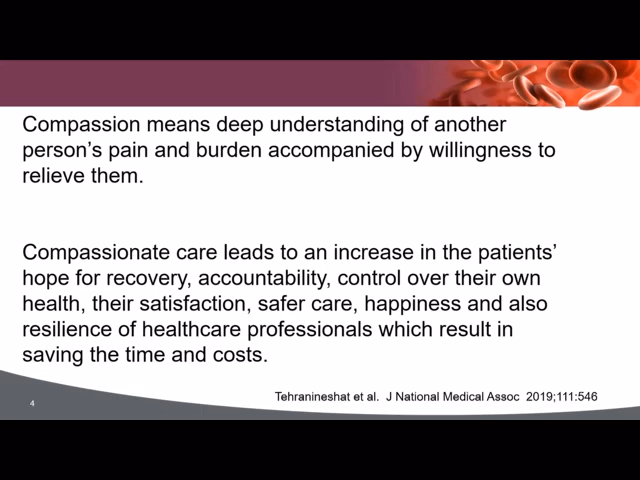 Compassion means deep understanding of another
person’s pain and burden accompanied by willingness to
relieve them.
Compassionate care leads to an increase in the patients’
hope for recovery, accountability, control over their own
health, their satisfaction, safer care, happiness and also
resilience of healthcare professionals which result in
saving the time and costs.
Tehranineshat et al.  J National Medical Assoc  2019;111:546
4